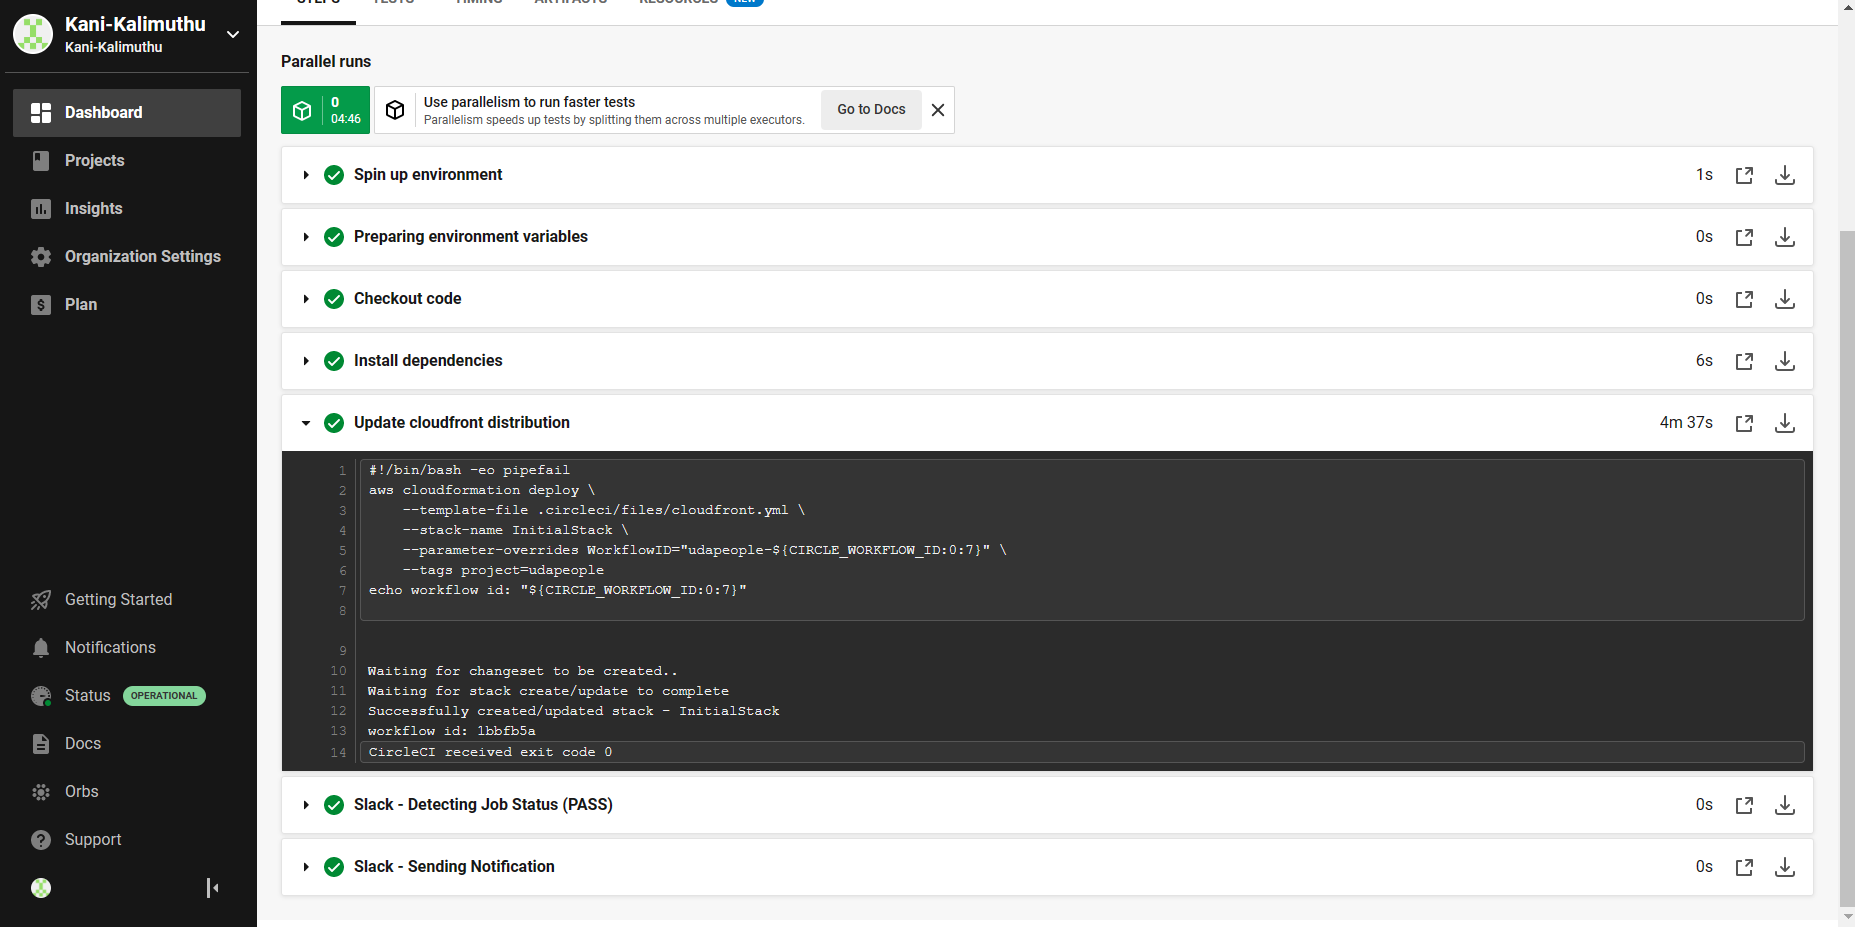 Kani-Kalimuthu
Kani-Kalimuthu
Dashboard
Projects
Insights
Organization Settings
Plan
Getting Started
Notifications
Status OPERATIONAL
Docs
Orbs
Support
STEPS TESTS TIMING ARTIFACTS RESOURCES NEW
Parallel runs
0
04:46
Use parallelism to run faster tests
Parallelism speeds up tests by splitting them across multiple executors.
Go to Docs
Spin up environment 1s
Preparing environment variables 0s
Checkout code 0s
Install dependencies 6s
Update cloudfront distribution 4m 37s
1 #!/bin/bash -eo pipefail
2 aws cloudformation deploy \
3 --template-file .circleci/files/cloudfront.yml \
4 --stack-name InitialStack \
5 --parameter-overrides WorkflowID="udapeople-${CIRCLE_WORKFLOW_ID:0:7}" \
6 --tags project=udapeople
7 echo workflow id: "${CIRCLE_WORKFLOW_ID:0:7}"
8
9
10 Waiting for changeset to be created..
11 Waiting for stack create/update to complete
12 Successfully created/updated stack - InitialStack
13 workflow id: 1bbfb5a
14 CircleCI received exit code 0
Slack - Detecting Job Status (PASS) 0s
Slack - Sending Notification 0s